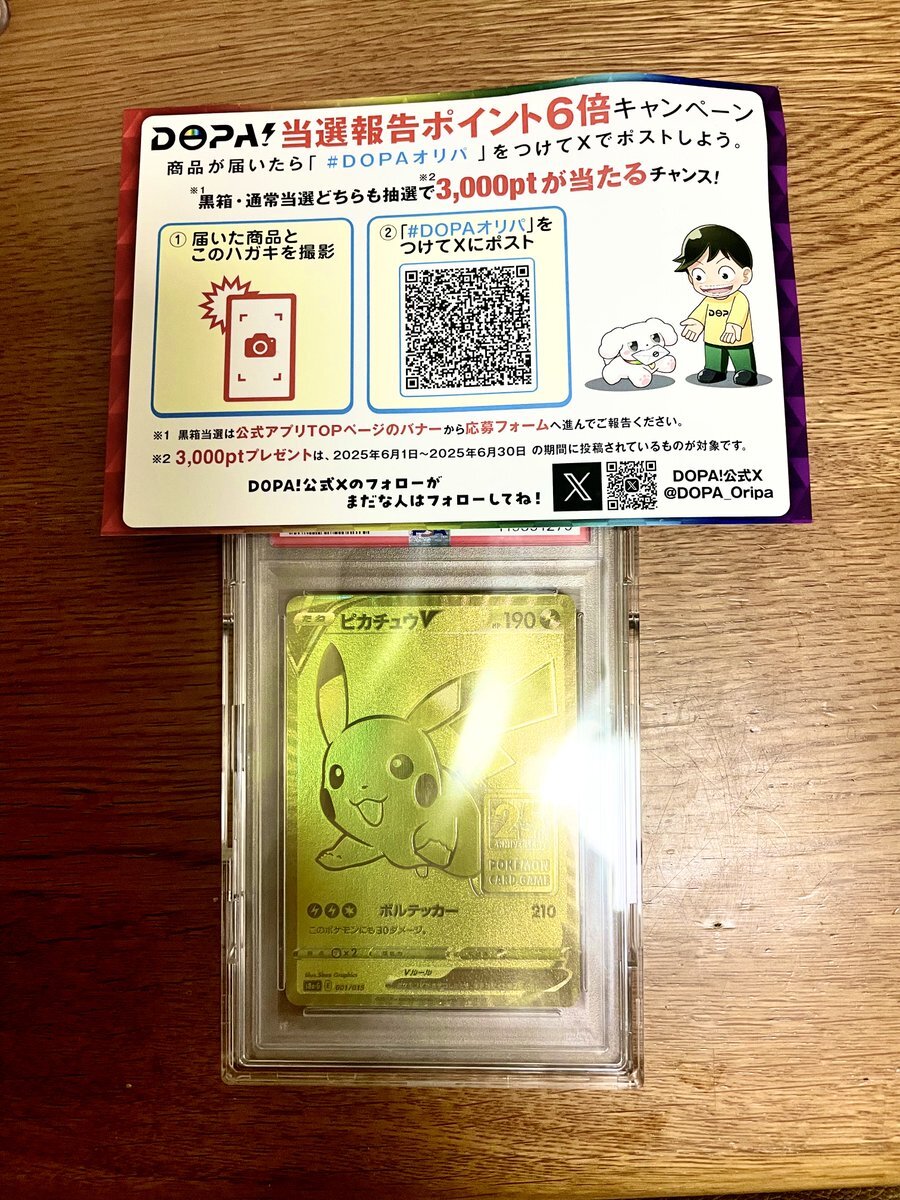 DOPA! 当選報告ポイント6倍キャンペーン
商品が届いたら「 #DOPAオリパ 」をつけてXでポストしよう。
※1黒箱・通常当選どちらも抽選で※23,000ptが当たるチャンス!
① 届いた商品と
このハガキを撮影
②「#DOPAオリパ」を
つけてXにポスト
DOP
※1 黒箱当選は公式アプリTOPページのバナーから応募フォームへ進んでご報告ください。
※2 3,000ptプレゼントは、2025年6月1日〜2025年6月30日 の期間に投稿されているものが対象です。
DOPA!公式Xのフォローが
まだな人はフォローしてね!
X
DOPA!公式X
@DOPA_Oripa
たね ピカチュウV HP 190
25
ANNIVERSARY
POKÉMON
CARD GAME
ボルテッカー 210
このポケモンにも30ダメージ。
×2
Vルール
001/015